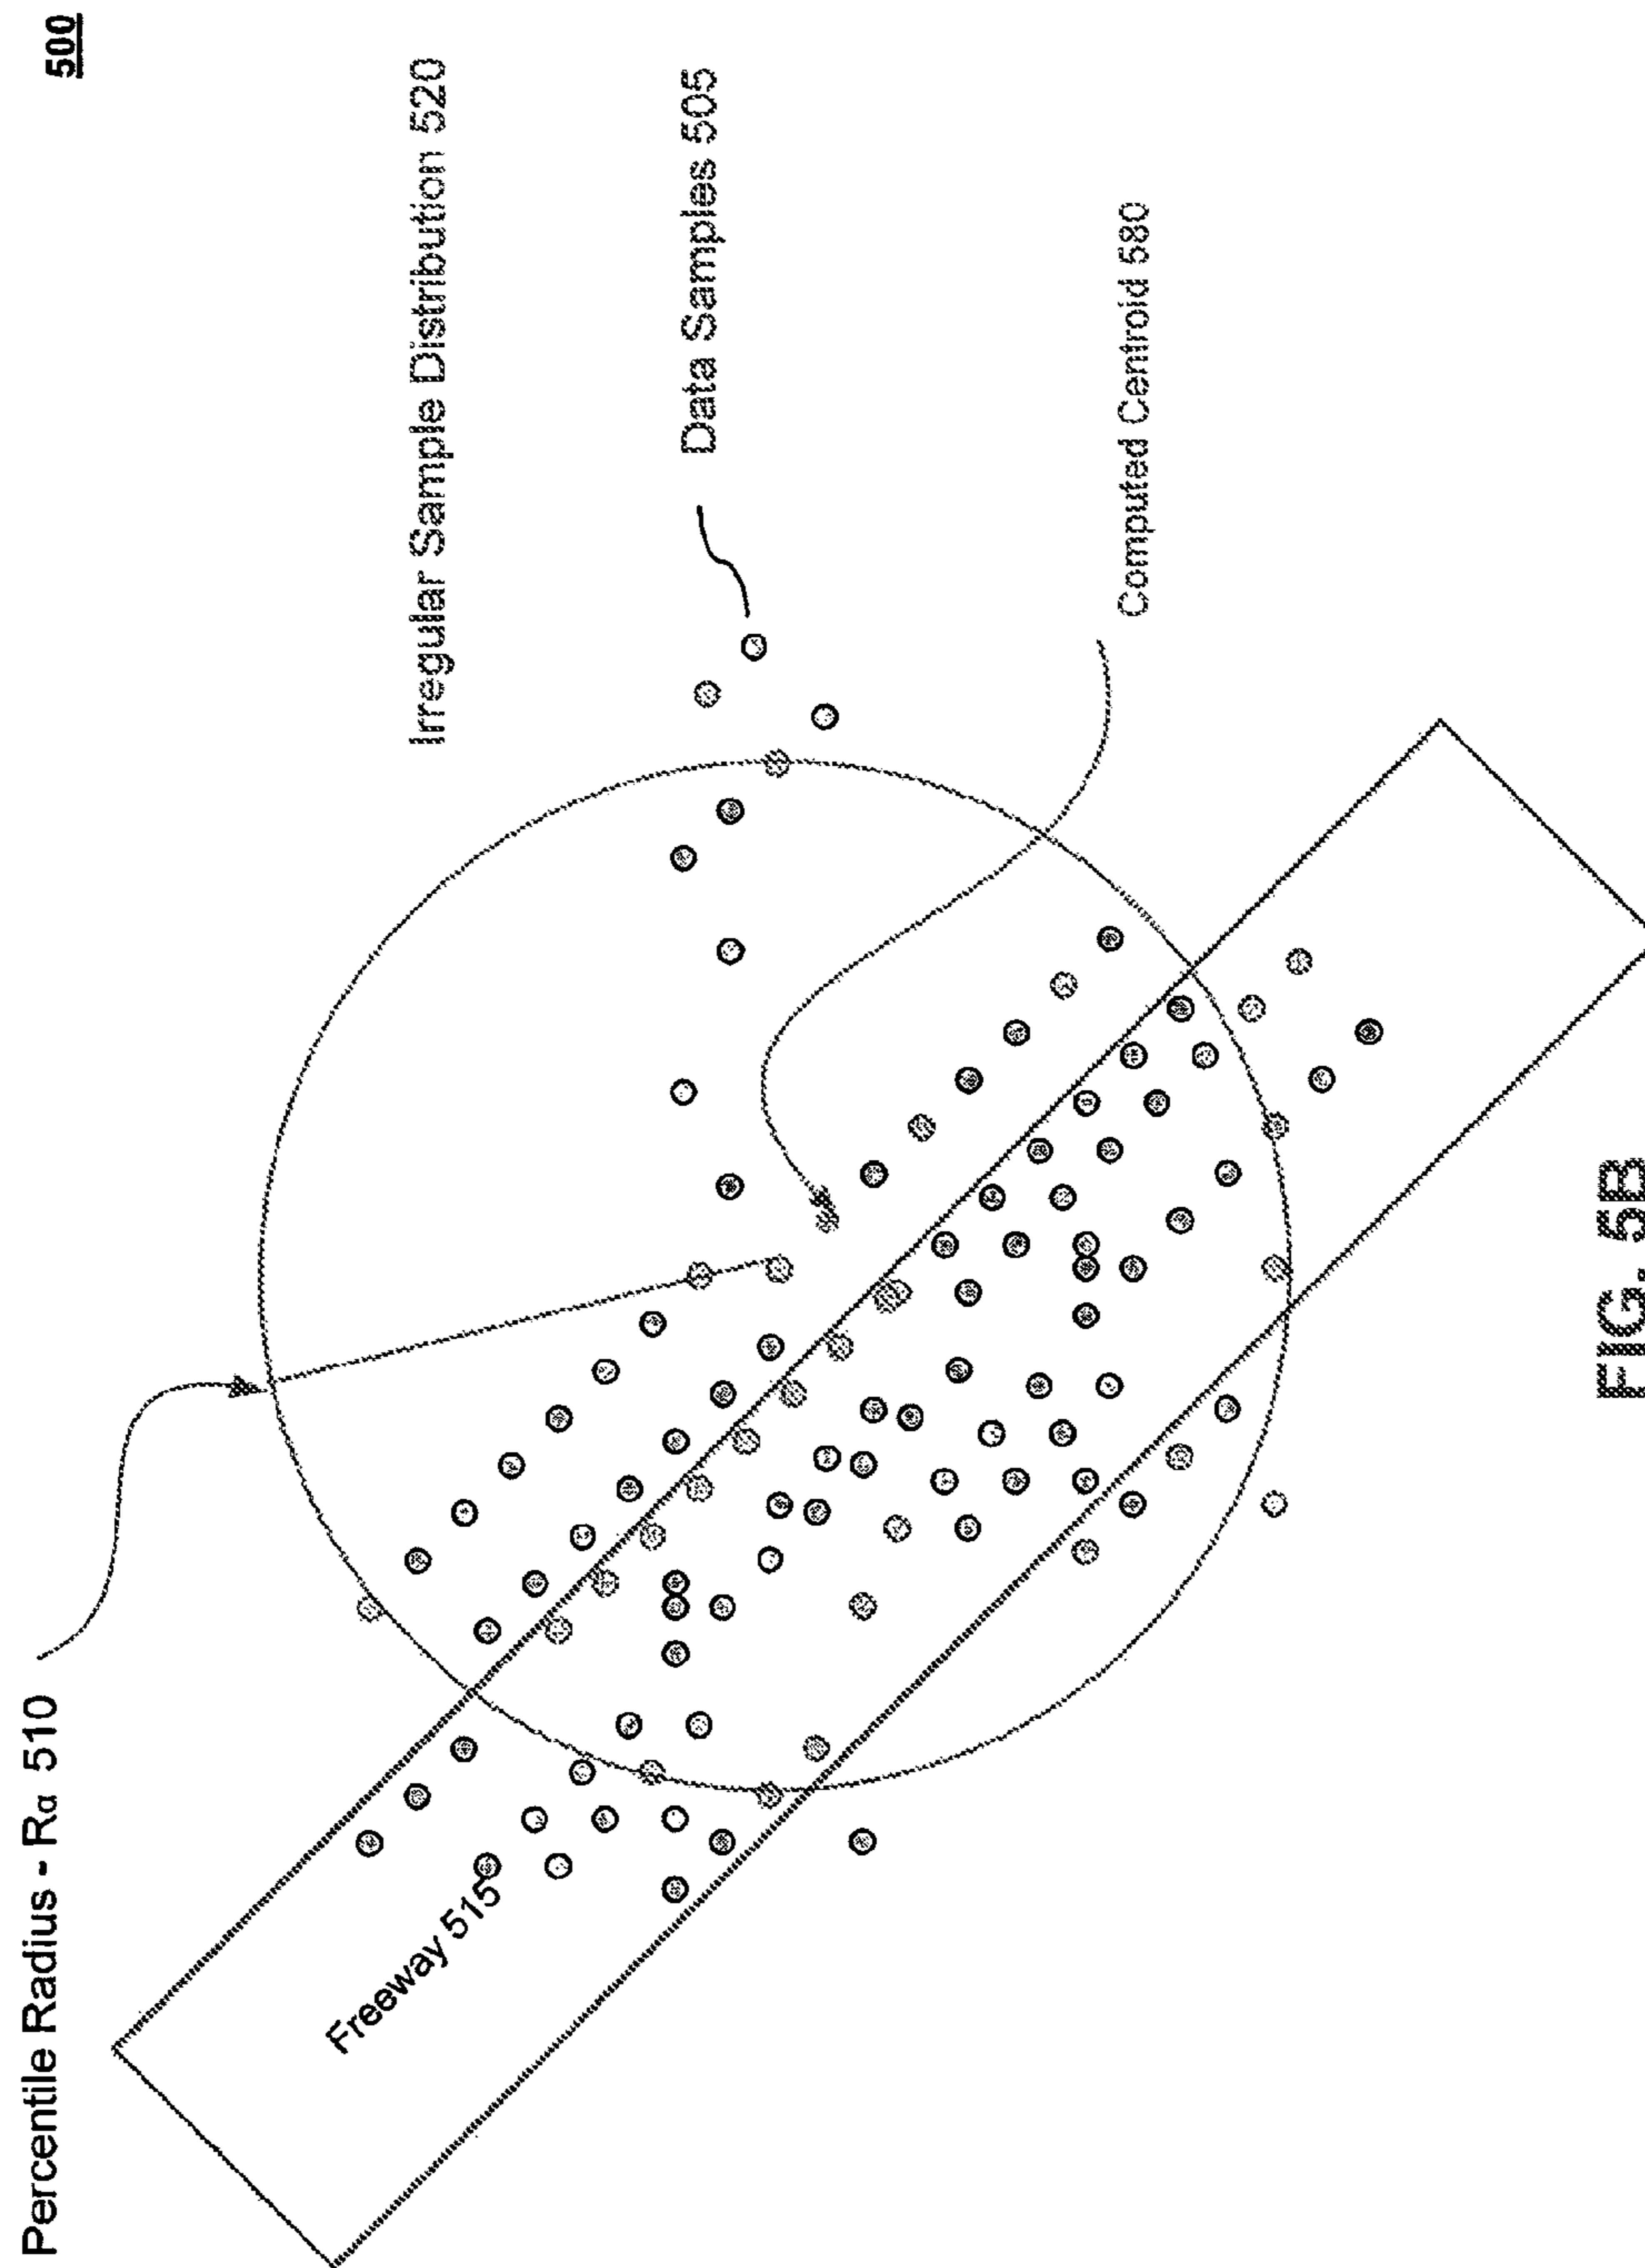 500
Percentile Radius - Rα 510
Irregular Sample Distribution 520
Data Samples 505
Computed Centroid 580
Freeway 515
FIG. 5B